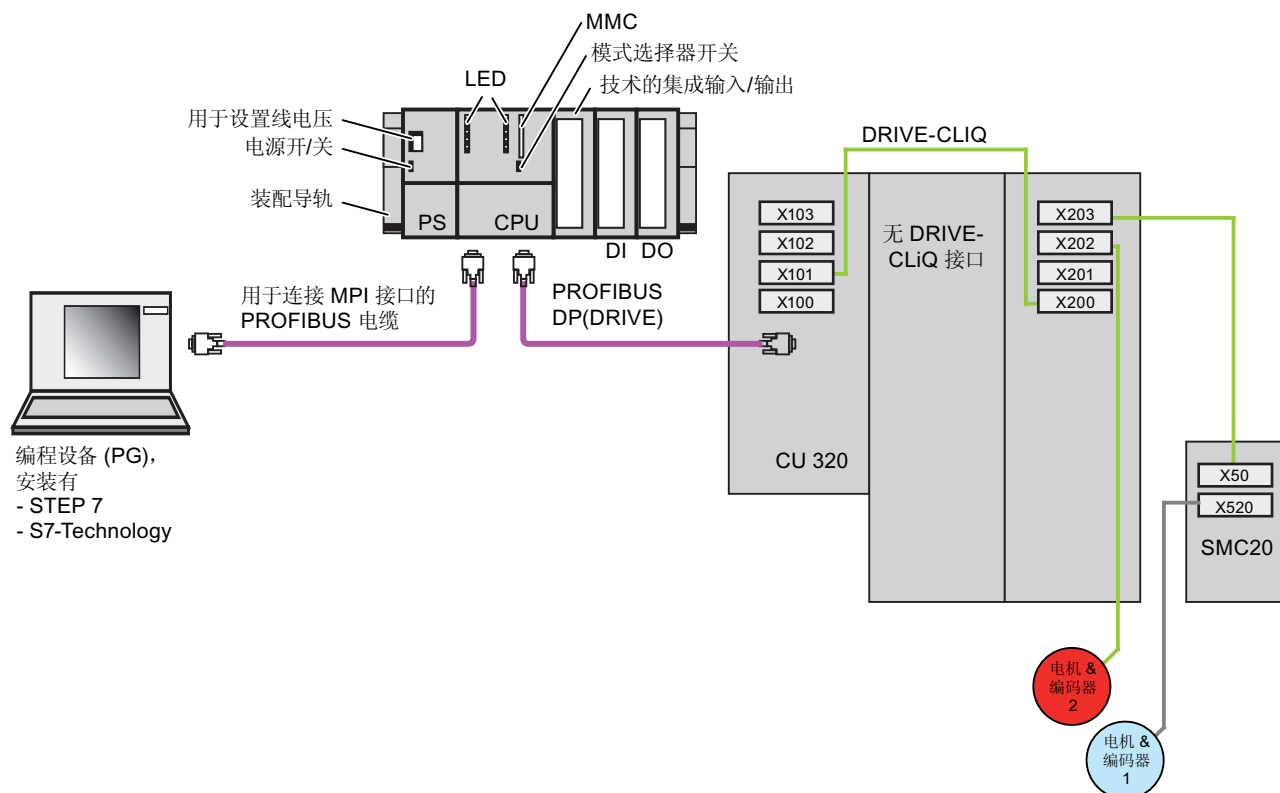 MMC
模式选择器开关
LED
技术的集成输入/输出
用于设置线电压
电源开/关
装配导轨
PS
CPU
DI
DO
用于连接 MPI 接口的
PROFIBUS 电缆
PROFIBUS
DP(DRIVE)
编程设备 (PG)，
安装有
- STEP 7
- S7-Technology
DRIVE-CLIQ
X103
X102
X101
X100
CU 320
无 DRIVE-
CLiQ 接口
X203
X202
X201
X200
X50
X520
SMC20
电机 &
编码器
2
电机 &
编码器
1